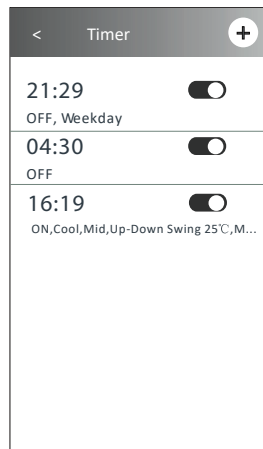 < Timer +
21:29
OFF, Weekday
04:30
OFF
16:19
ON,Cool,Mid,Up-Down Swing 25℃,M...